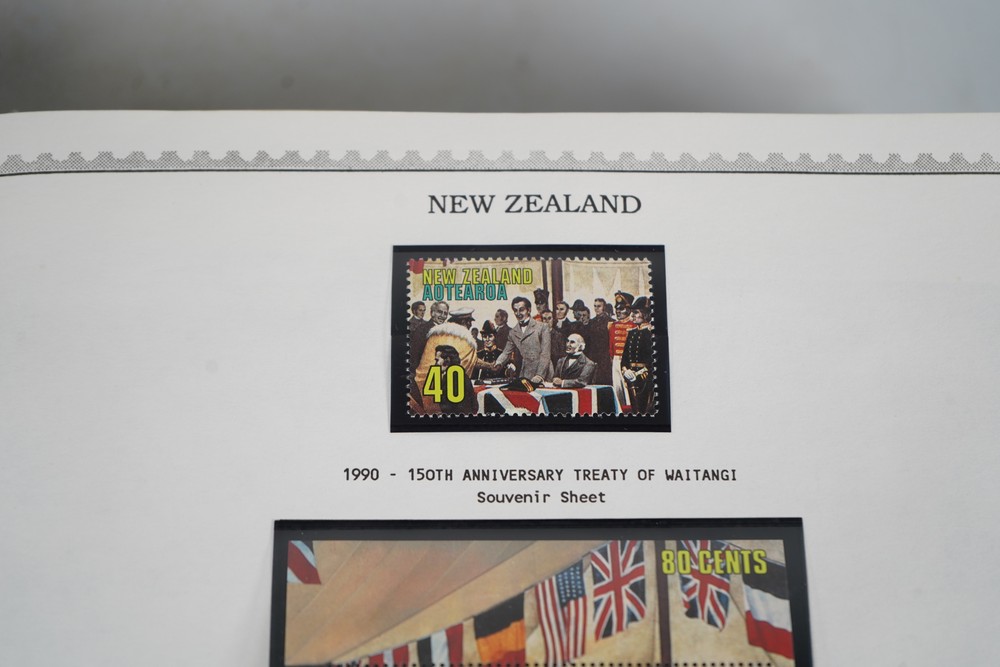 NEW ZEALAND
NEW ZEALAND
AOTEAROA
40
1990 - 150TH ANNIVERSARY TREATY OF WAITANGI
Souvenir Sheet
80 CENTS